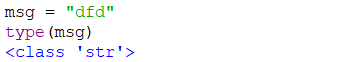 msg = "dfd"
type(msg)
<class 'str'>